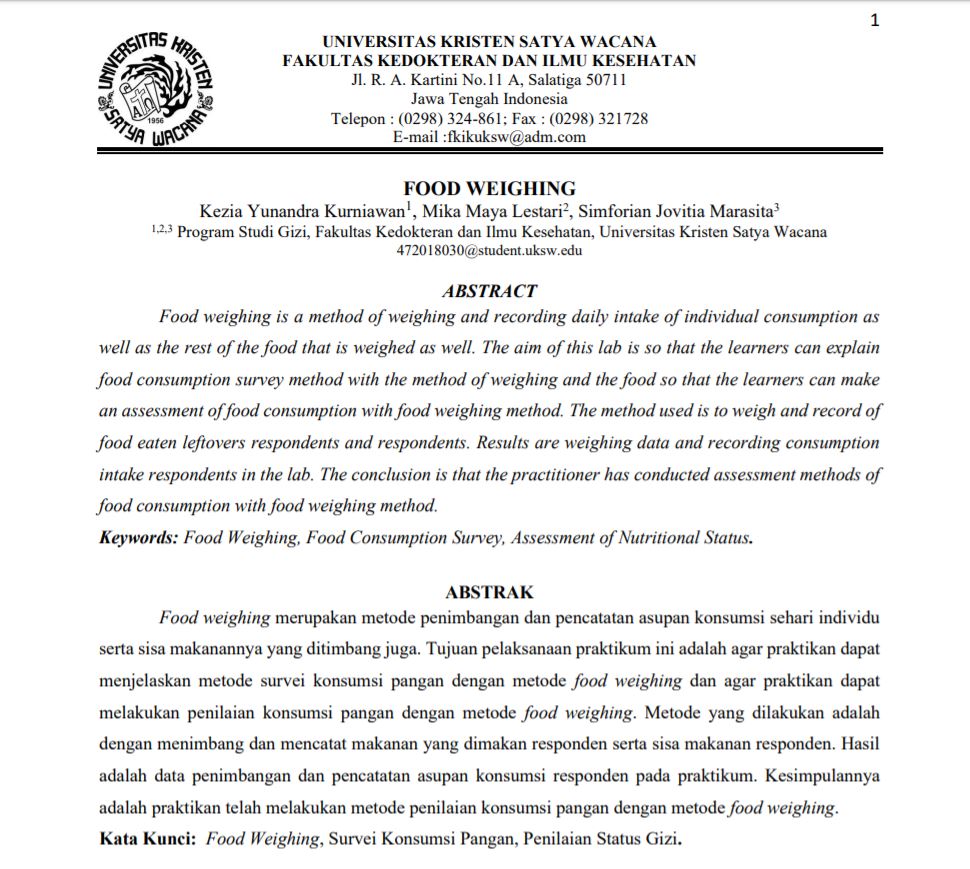 1
UNIVERSITAS KRISTEN SATYA WACANA
1956
UNIVERSITAS KRISTEN SATYA WACANA
FAKULTAS KEDOKTERAN DAN ILMU KESEHATAN
Jl. R. A. Kartini No.11 A, Salatiga 50711
Jawa Tengah Indonesia
Telepon : (0298) 324-861; Fax : (0298) 321728
E-mail :fkikuksw@adm.com
FOOD WEIGHING
Kezia Yunandra Kurniawan¹, Mika Maya Lestari², Simforian Jovitia Marasita³
¹,²,³ Program Studi Gizi, Fakultas Kedokteran dan Ilmu Kesehatan, Universitas Kristen Satya Wacana
472018030@student.uksw.edu
ABSTRACT
Food weighing is a method of weighing and recording daily intake of individual consumption as
well as the rest of the food that is weighed as well. The aim of this lab is so that the learners can explain
food consumption survey method with the method of weighing and the food so that the learners can make
an assessment of food consumption with food weighing method. The method used is to weigh and record of
food eaten leftovers respondents and respondents. Results are weighing data and recording consumption
intake respondents in the lab. The conclusion is that the practitioner has conducted assessment methods of
food consumption with food weighing method.
Keywords: Food Weighing, Food Consumption Survey, Assessment of Nutritional Status.
ABSTRAK
Food weighing merupakan metode penimbangan dan pencatatan asupan konsumsi sehari individu
serta sisa makanannya yang ditimbang juga. Tujuan pelaksanaan praktikum ini adalah agar praktikan dapat
menjelaskan metode survei konsumsi pangan dengan metode food weighing dan agar praktikan dapat
melakukan penilaian konsumsi pangan dengan metode food weighing. Metode yang dilakukan adalah
dengan menimbang dan mencatat makanan yang dimakan responden serta sisa makanan responden. Hasil
adalah data penimbangan dan pencatatan asupan konsumsi responden pada praktikum. Kesimpulannya
adalah praktikan telah melakukan metode penilaian konsumsi pangan dengan metode food weighing.
Kata Kunci: Food Weighing, Survei Konsumsi Pangan, Penilaian Status Gizi.